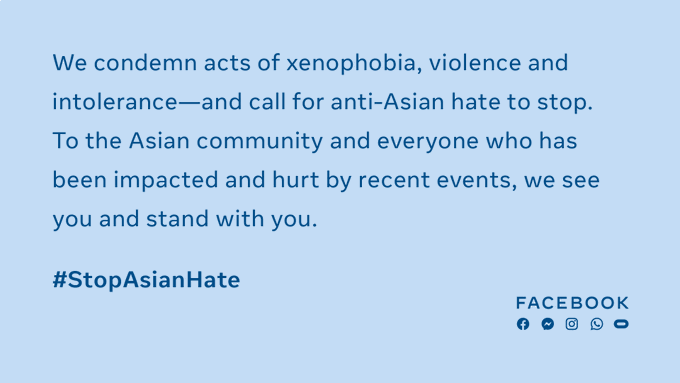 We condemn acts of xenophobia, violence and
intolerance—and call for anti-Asian hate to stop.
To the Asian community and everyone who has
been impacted and hurt by recent events, we see
you and stand with you.
#StopAsianHate
FACEBOOK